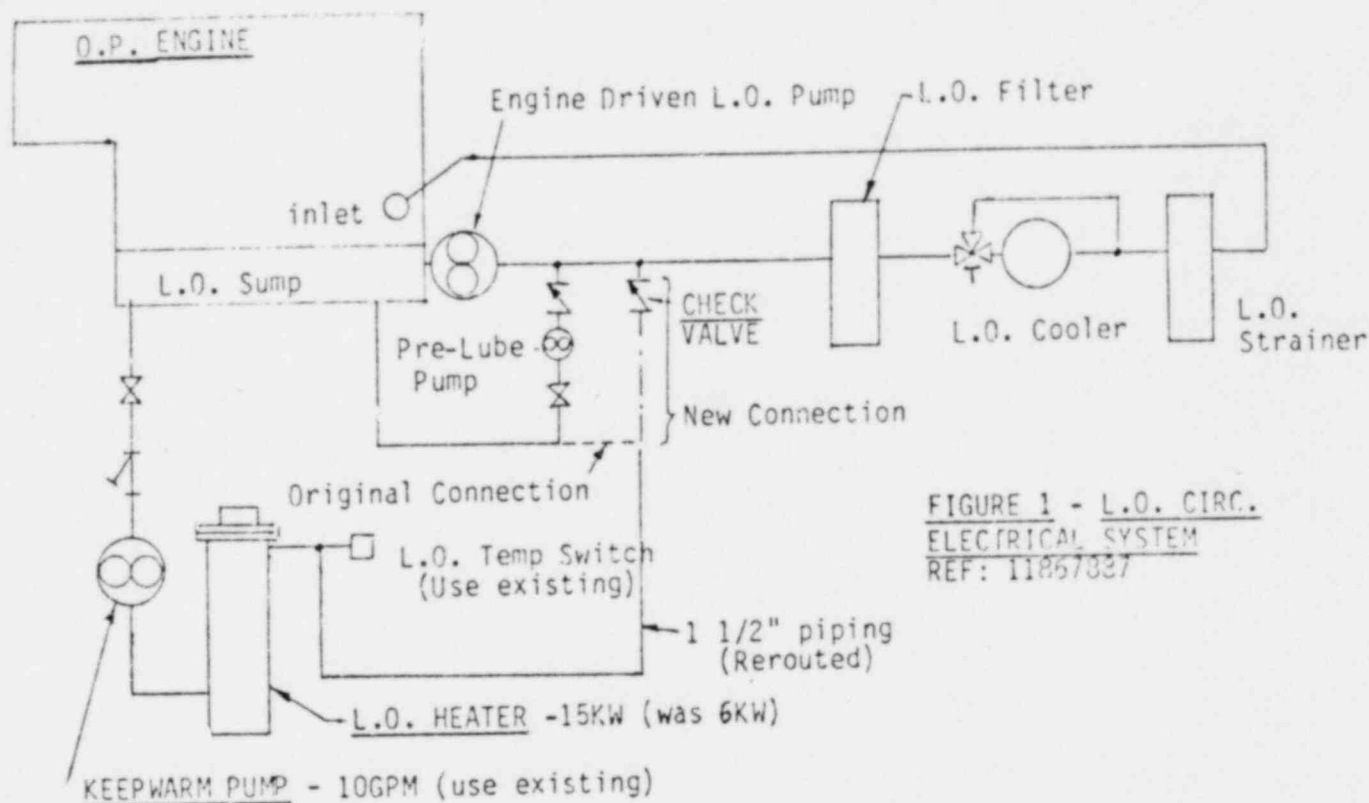 O.P. ENGINE
Engine Driven L.O. Pump
L.O. Filter
inlet
L.O. Sump
CHECK
VALVE
L.O. Cooler
L.O.
Strainer
Pre-Lube
Pump
New Connection
Original Connection
L.O. Temp Switch
(Use existing)
FIGURE 1 - L.O. CIRC.
ELECTRICAL SYSTEM
REF: 11867887
1 1/2" piping
(Rerouted)
L.O. HEATER -15KW (was 6KW)
KEEPWARM PUMP - 10GPM (use existing)
T